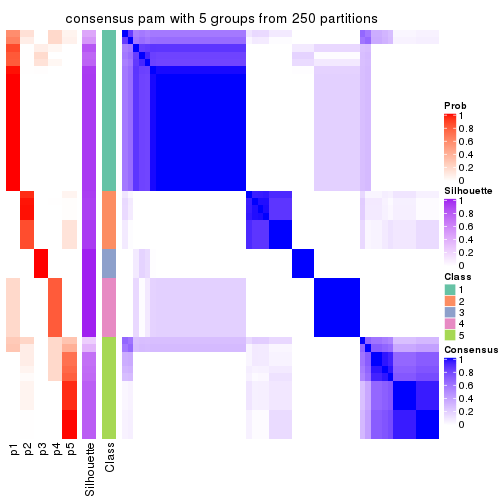 consensus pam with 5 groups from 250 partitions
Prob
1
0.8
0.6
0.4
0.2
0
Silhouette
1
0.8
0.6
0.4
0.2
0
Class
1
2
3
4
5
Consensus
1
0.8
0.6
0.4
0.2
0
p1
p2
p3
p4
p5
Silhouette
Class